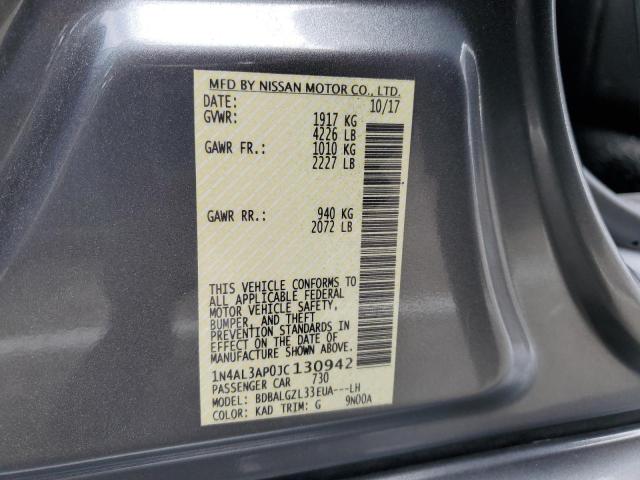 MFD BY NISSAN MOTOR CO., LTD.
DATE: 10/17
GVWR: 1917 KG
4226 LB
GAWR FR.: 1010 KG
2227 LB
GAWR RR.: 940 KG
2072 LB
THIS VEHICLE CONFORMS TO
ALL APPLICABLE FEDERAL
MOTOR VEHICLE SAFETY,
BUMPER, AND THEFT
PREVENTION STANDARDS IN
EFFECT ON THE DATE OF
MANUFACTURE SHOWN ABOVE.
1N4AL3AP0JC130942
PASSENGER CAR 730
MODEL: BDBALGZL33EUA---LH
COLOR: KAD TRIM: G 9N00A